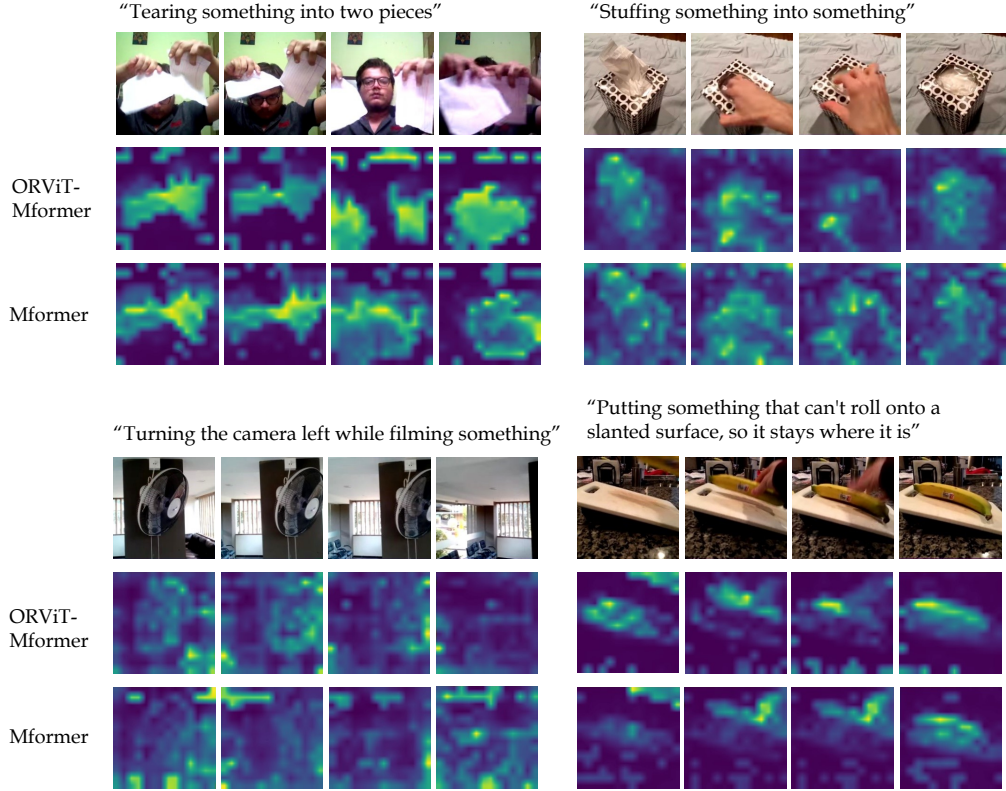 “Tearing something into two pieces”
“Stuffing something into something”
ORViT-
Mformer
Mformer
“Turning the camera left while filming something”
“Putting something that can't roll onto a
slanted surface, so it stays where it is”
ORViT-
Mformer
Mformer